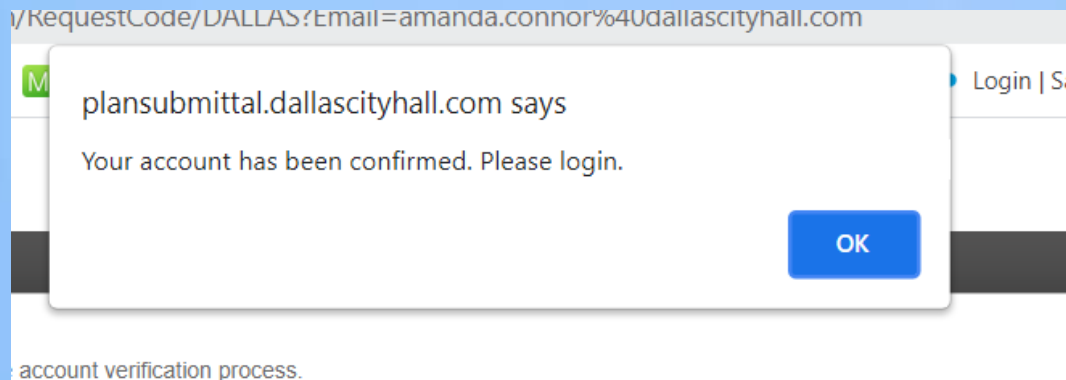 /RequestCode/DALLAS?Email=amanda.connor%40dallascityhall.com
M
Login | Sa
plansubmittal.dallascityhall.com says
Your account has been confirmed. Please login.
OK
account verification process.